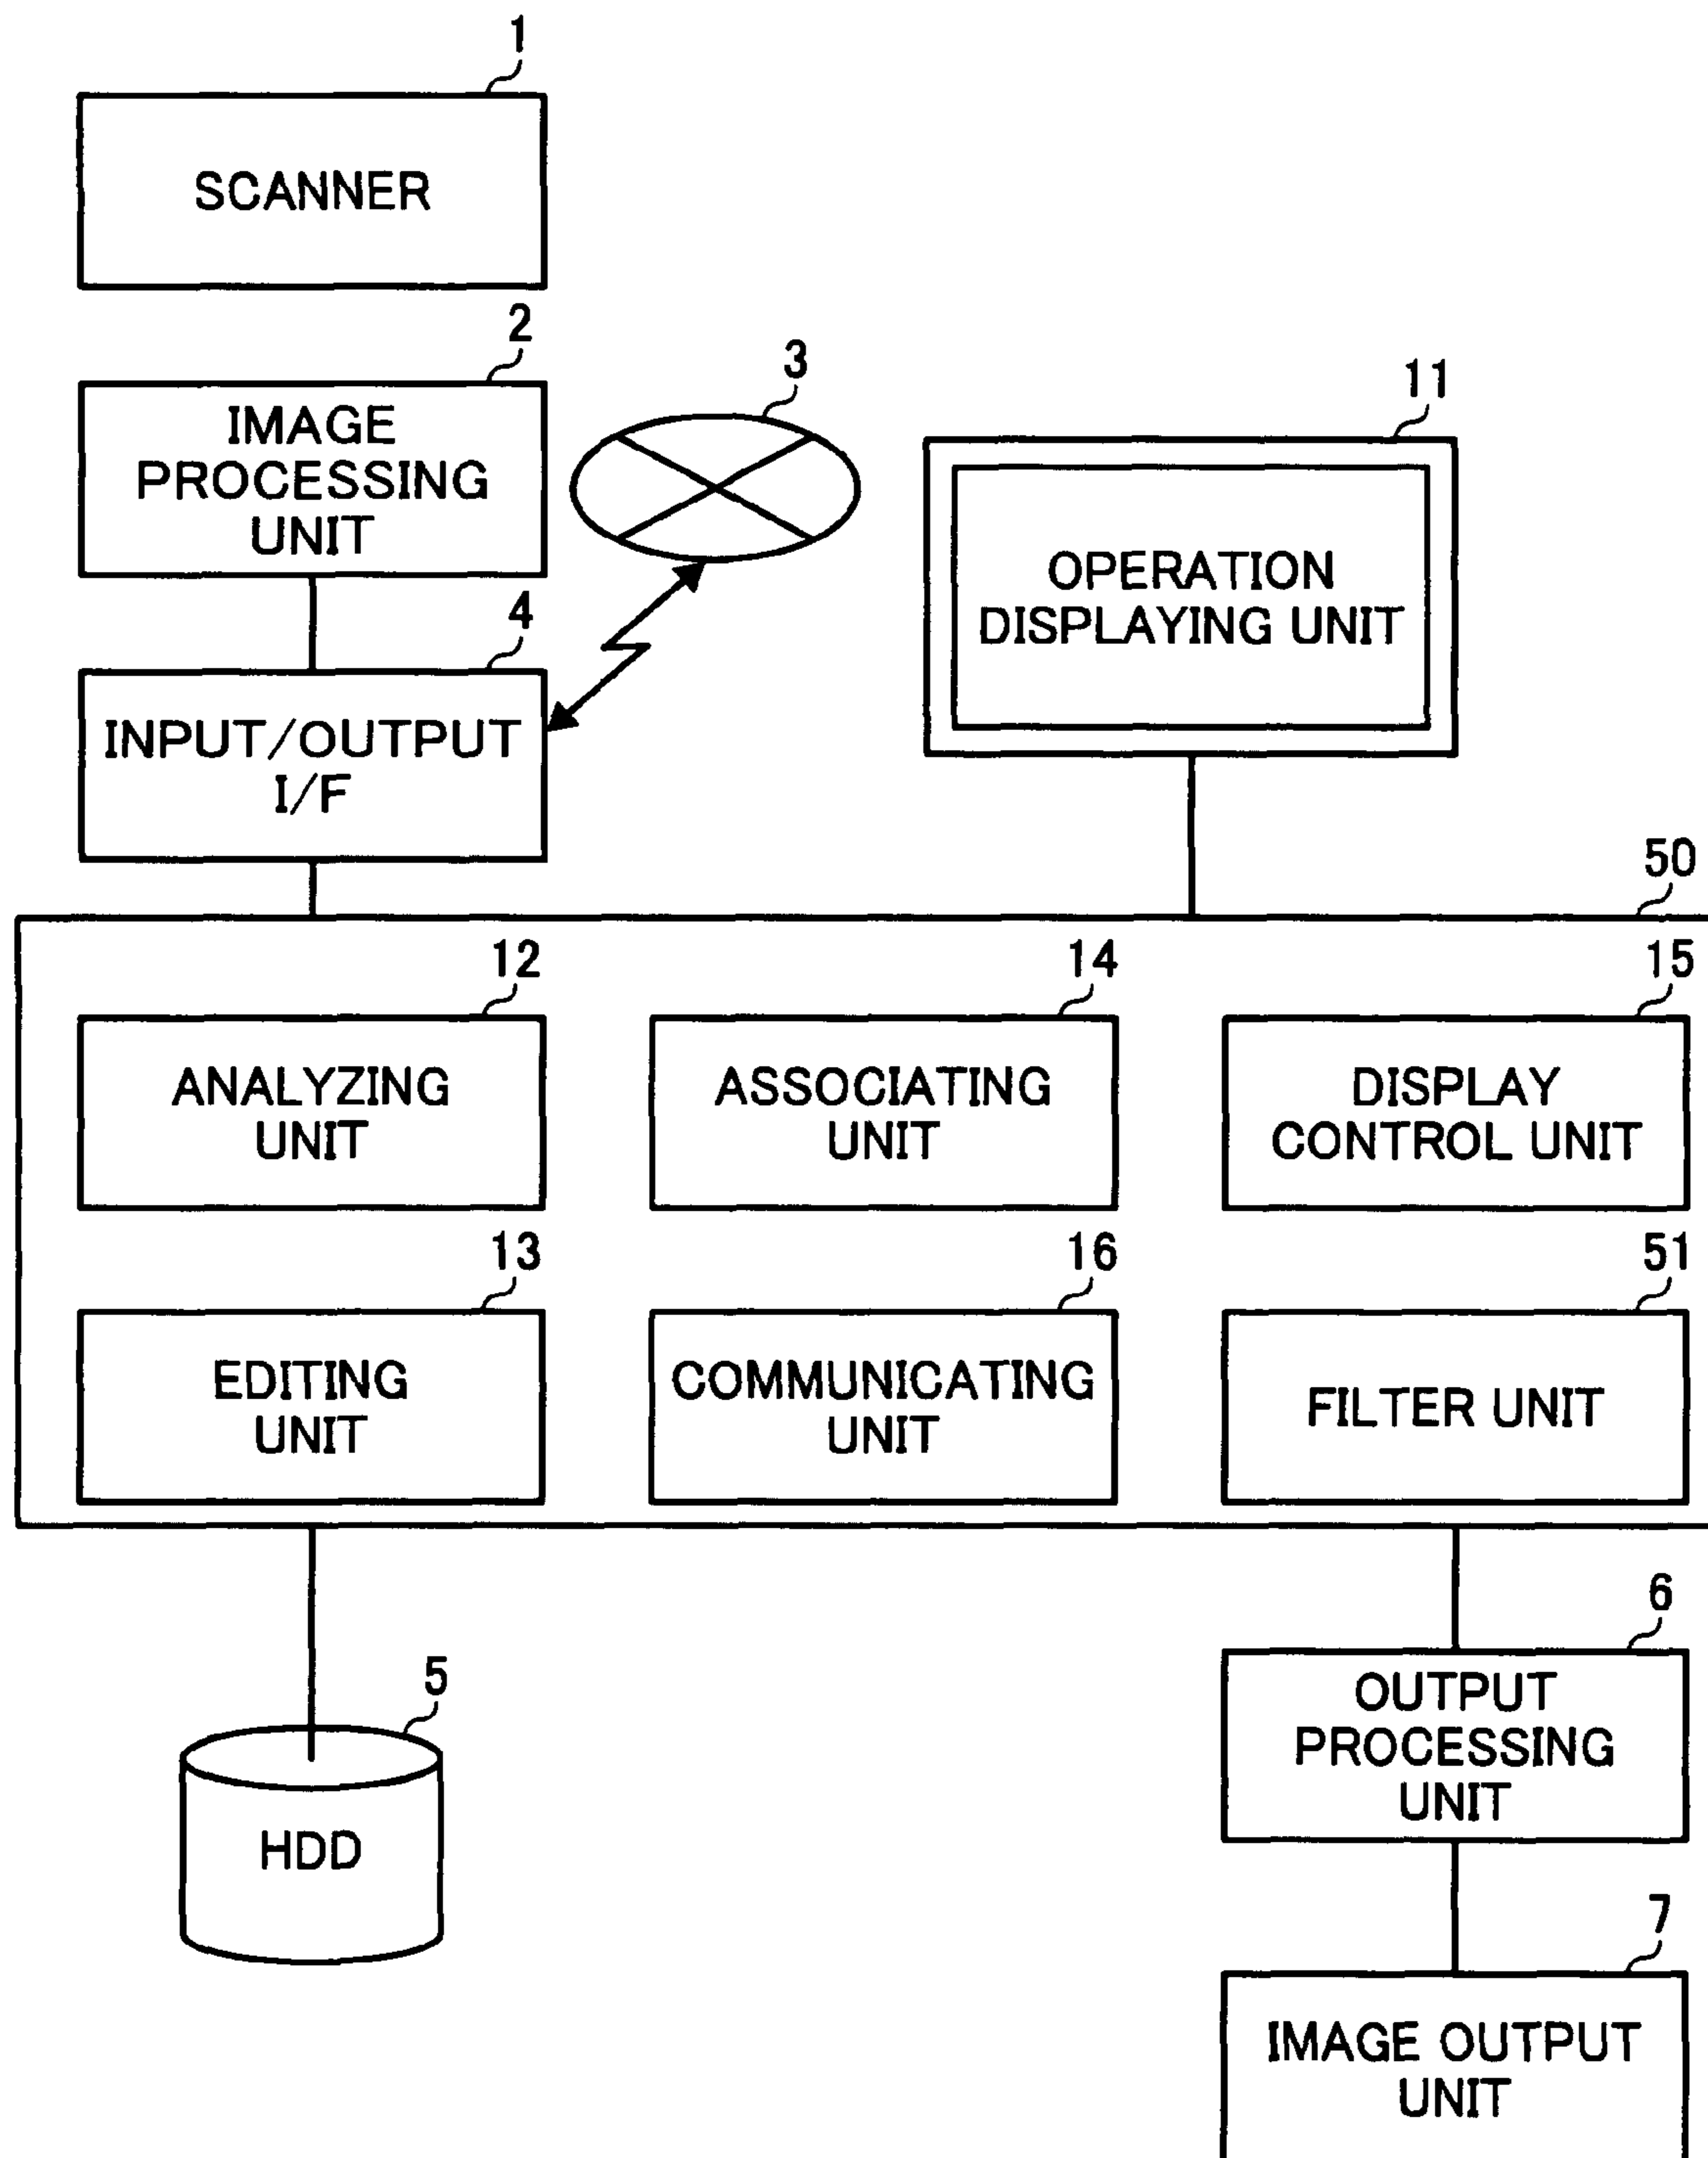 1
SCANNER
2
IMAGE
PROCESSING
UNIT
3
4
INPUT/OUTPUT
I/F
11
OPERATION
DISPLAYING UNIT
50
12
ANALYZING
UNIT
14
ASSOCIATING
UNIT
15
DISPLAY
CONTROL UNIT
13
EDITING
UNIT
16
COMMUNICATING
UNIT
51
FILTER UNIT
5
HDD
6
OUTPUT
PROCESSING
UNIT
7
IMAGE OUTPUT
UNIT